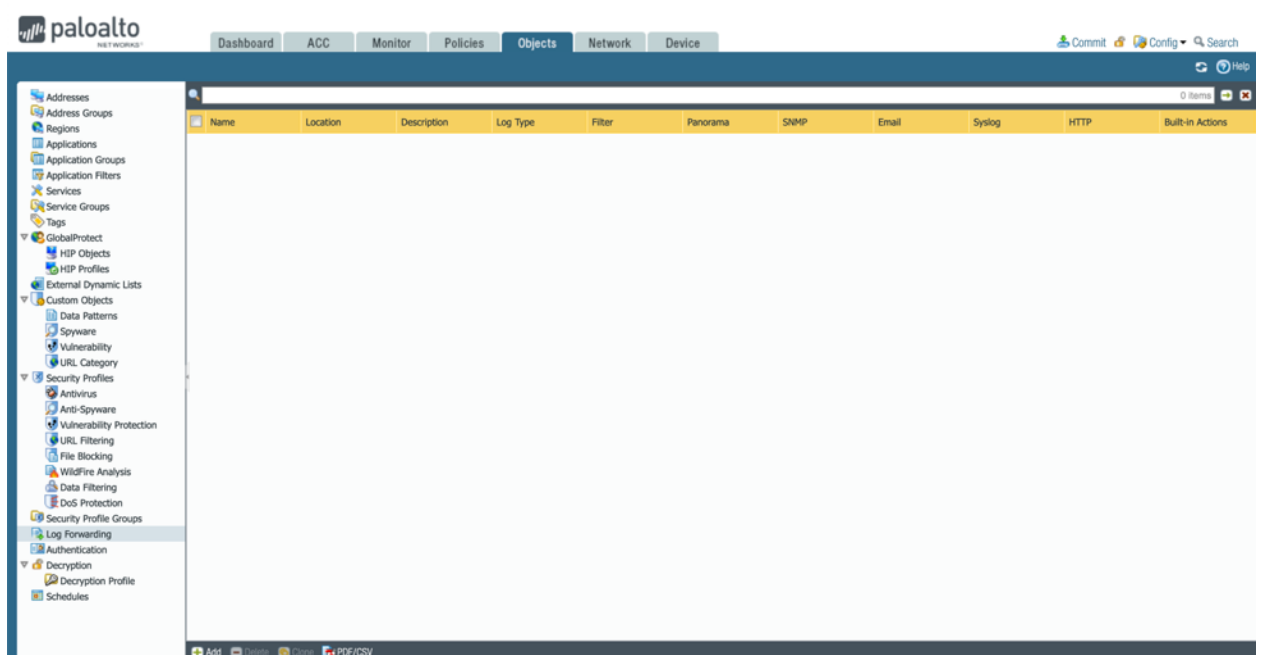 paloalto
NETWORKS®
Dashboard ACC Monitor Policies Objects Network Device
Commit Config Search
Help
0 items
Name Location Description Log Type Filter Panorama SNMP Email Syslog HTTP Built-in Actions
Addresses
Address Groups
Regions
Applications
Application Groups
Application Filters
Services
Service Groups
Tags
GlobalProtect
HIP Objects
HIP Profiles
External Dynamic Lists
Custom Objects
Data Patterns
Spyware
Vulnerability
URL Category
Security Profiles
Antivirus
Anti-Spyware
Vulnerability Protection
URL Filtering
File Blocking
WildFire Analysis
Data Filtering
DoS Protection
Security Profile Groups
Log Forwarding
Authentication
Decryption
Decryption Profile
Schedules
Add Delete Clone PDF/CSV